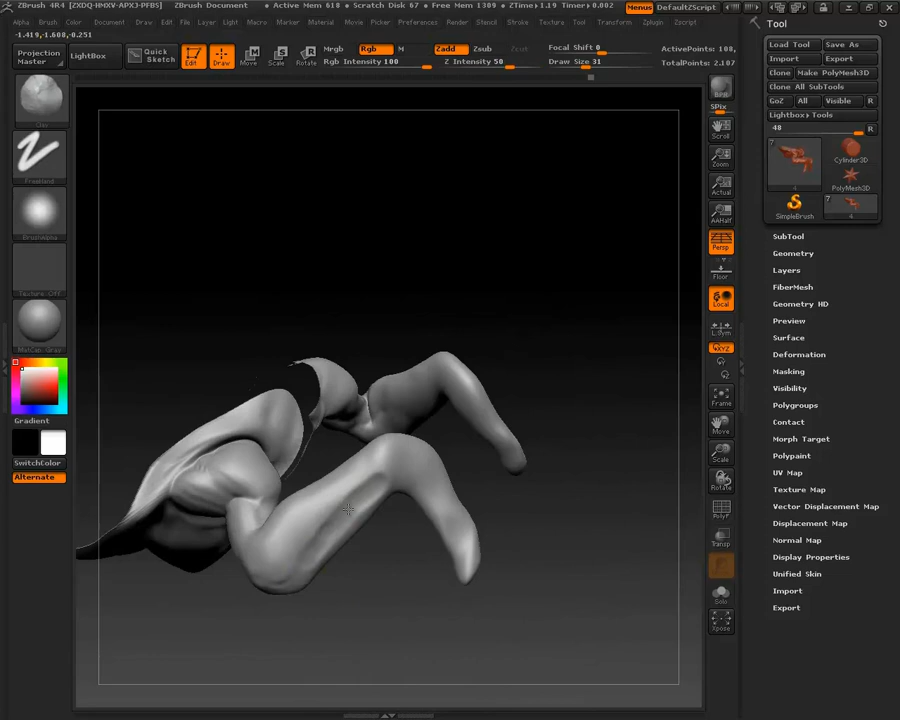 ZBrush 4R4 [ZXDQ-HMXV-APXJ-PFBS] ZBrush Document • Active Mem 618 • Scratch Disk 67 • Free Mem 1309 • ZTime▸1.19 Timer▸0.002 Menus DefaultZScript
Alpha Brush Color Document Draw Edit File Layer Light Macro Marker Material Movie Picture Preferences Render Stencil Stroke Texture Tool Transform Zplugin Zscript
-1.419,-1.608,-0.251
Projection Master
LightBox
Quick Sketch
Edit
Draw
Move
Scale
Rotate
Mrgb Rgb M
Rgb Intensity 100
Zadd Zsub
Z Intensity 50
Focal Shift 0
Draw Size 31
ActivePoints: 108,
TotalPoints: 2.107
Clay
FreeHand
BrushAlpha
Texture Off
MatCap Gray
Gradient
SwitchColor
Alternate
BPR
SPix
Scroll
Zoom
Actual
AAHalf
Persp
Floor
Local
L.Sym
XYZ
Frame
Move
Scale
Rotate
PolyF
Transp
Solo
Xpose
Tool
Load Tool Save As
Import Export
Clone Make PolyMesh3D
Clone All SubTools
GoZ All Visible R
Lightbox▸Tools
48 R
7
4
Cylinder3D
PolyMesh3D
SimpleBrush
7
4
SubTool
Geometry
Layers
FiberMesh
Geometry HD
Preview
Surface
Deformation
Masking
Visibility
Polygroups
Contact
Morph Target
Polypaint
UV Map
Texture Map
Vector Displacement Map
Displacement Map
Normal Map
Display Properties
Unified Skin
Import
Export